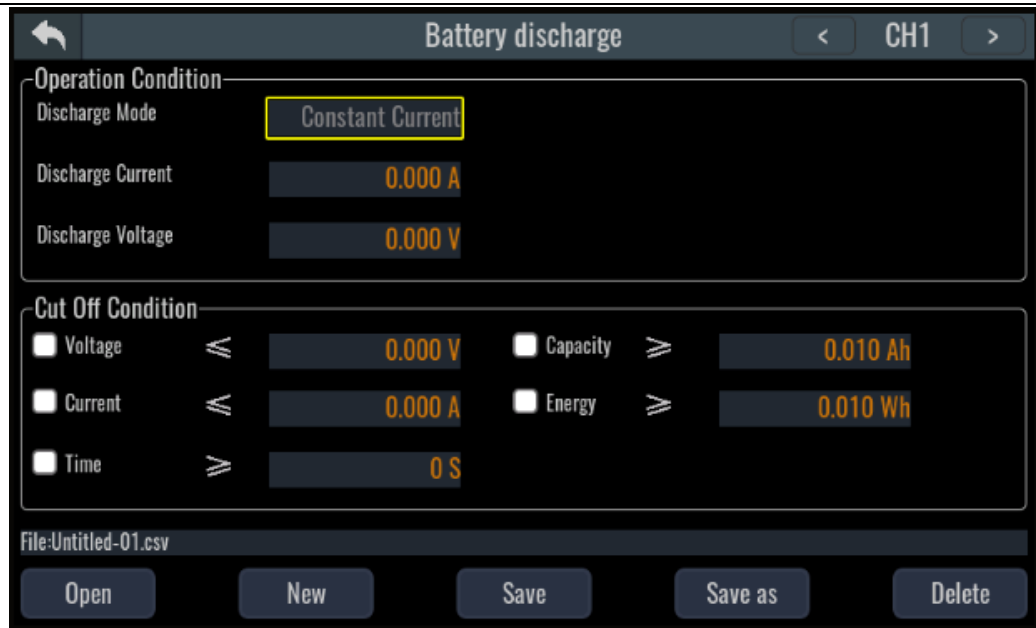 Battery discharge < CH1 >
Operation Condition
Discharge Mode Constant Current
Discharge Current 0.000 A
Discharge Voltage 0.000 V
Cut Off Condition
Voltage ≤ 0.000 V Capacity ≥ 0.010 Ah
Current ≤ 0.000 A Energy ≥ 0.010 Wh
Time ≥ 0 S
File:Untitled-01.csv
Open New Save Save as Delete